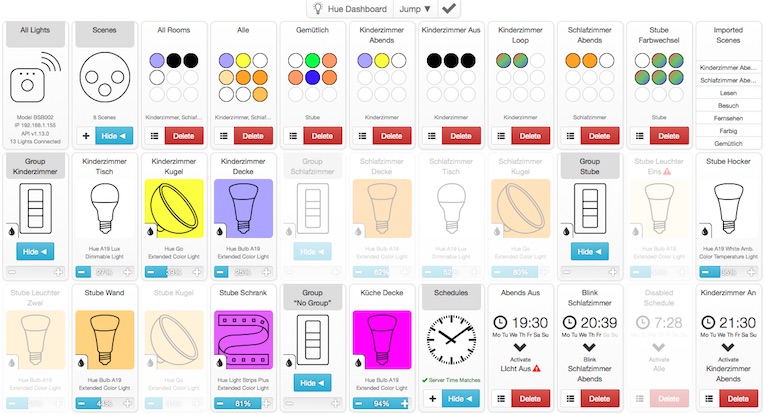 Hue Dashboard Jump ▼
All Lights
Model BSB002
IP 192.168.1.155
API v1.13.0
13 Lights Connected
Scenes
8 Scenes
+ Hide ◀
All Rooms
Kinderzimmer, Schlaf...
Delete
Alle
Kinderzimmer, Schlaf...
Delete
Gemütlich
Stube
Delete
Kinderzimmer
Abends
Kinderzimmer
Delete
Kinderzimmer Aus
Kinderzimmer
Delete
Kinderzimmer
Loop
Kinderzimmer
Delete
Schlafzimmer
Abends
Schlafzimmer
Delete
Stube
Farbwechsel
Stube
Delete
Imported
Scenes
Kinderzimmer Abe...
Schlafzimmer Abe...
Lesen
Besuch
Fernsehen
Farbig
Gemütlich
Group
Kinderzimmer
Hide ◀
Kinderzimmer
Tisch
Hue A19 Lux
Dimmable Light
Kinderzimmer
Kugel
Hue Go
Extended Color Light
Kinderzimmer
Decke
Hue Bulb A19
Extended Color Light
25%
Group
Schlafzimmer
Schlafzimmer
Decke
Hue Bulb A19
Extended Color Light
62%
Schlafzimmer
Tisch
Hue A19 Lux
Dimmable Light
Schlafzimmer
Kugel
Hue Go
Extended Color Light
60%
Group
Stube
Hide ◀
Stube Leuchter
Eins
Hue Bulb A19
Extended Color Light
Stube Hocker
Hue A19 White Amb.
Color Temperature Light
Stube Leuchter
Zwei
Hue Bulb A19
Extended Color Light
Stube Wand
Hue Bulb A19
Extended Color Light
44%
Stube Kugel
Hue Go
Extended Color Light
Stube Schrank
Hue Light Strips Plus
Extended Color Light
81%
Group
"No Group"
Hide ◀
Küche Decke
Hue Bulb A19
Extended Color Light
94%
Schedules
Server Time Matches
+ Hide ◀
Abends Aus
19:30
Mo Tu We Th Fr Sa Su
Activate
Licht Aus
Delete
Blink
Schlafzimmer
20:39
Mo Tu We Th Fr Sa Su
Activate
Blink
Schlafzimmer
Abends
Delete
Disabled
Schedule
7:28
Mo Tu We Th Fr Sa Su
Activate
Alle
Delete
Kinderzimmer An
21:30
Mo Tu We Th Fr Sa Su
Activate
Kinderzimmer
Abends
Delete